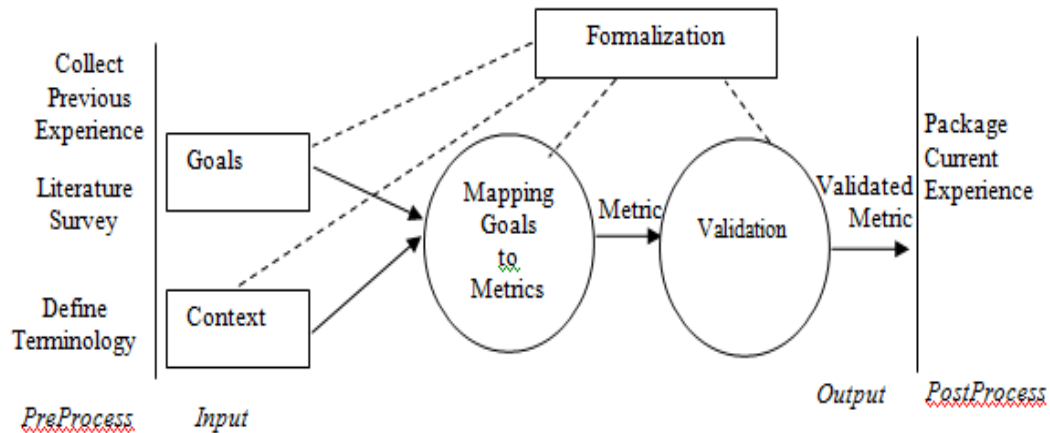 Collect
Previous
Experience
Literature
Survey
Define
Terminology
PreProcess
Goals
Context
Input
Formalization
Mapping
Goals
to
Metrics
Metric
Validation
Validated
Metric
Output
Package
Current
Experience
PostProcess